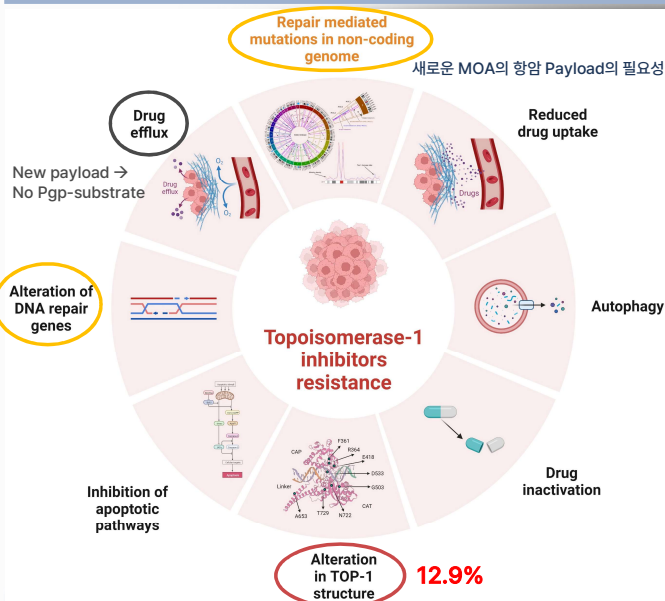 Repair mediated
mutations in non-coding
genome
새로운 MOA의 항암 Payload의 필요성
Drug
efflux
Reduced
drug uptake
New payload →
No Pgp-substrate
Drug
efflux
O₂
O₂
Drugs
Alteration of
DNA repair
genes
Autophagy
Topoisomerase-1
inhibitors
resistance
Inhibition of
apoptotic
pathways
CAP
F361
R364
E418
D533
G503
Linker
A653
T729
N722
CAT
Drug
inactivation
Alteration
in TOP-1
structure
12.9%